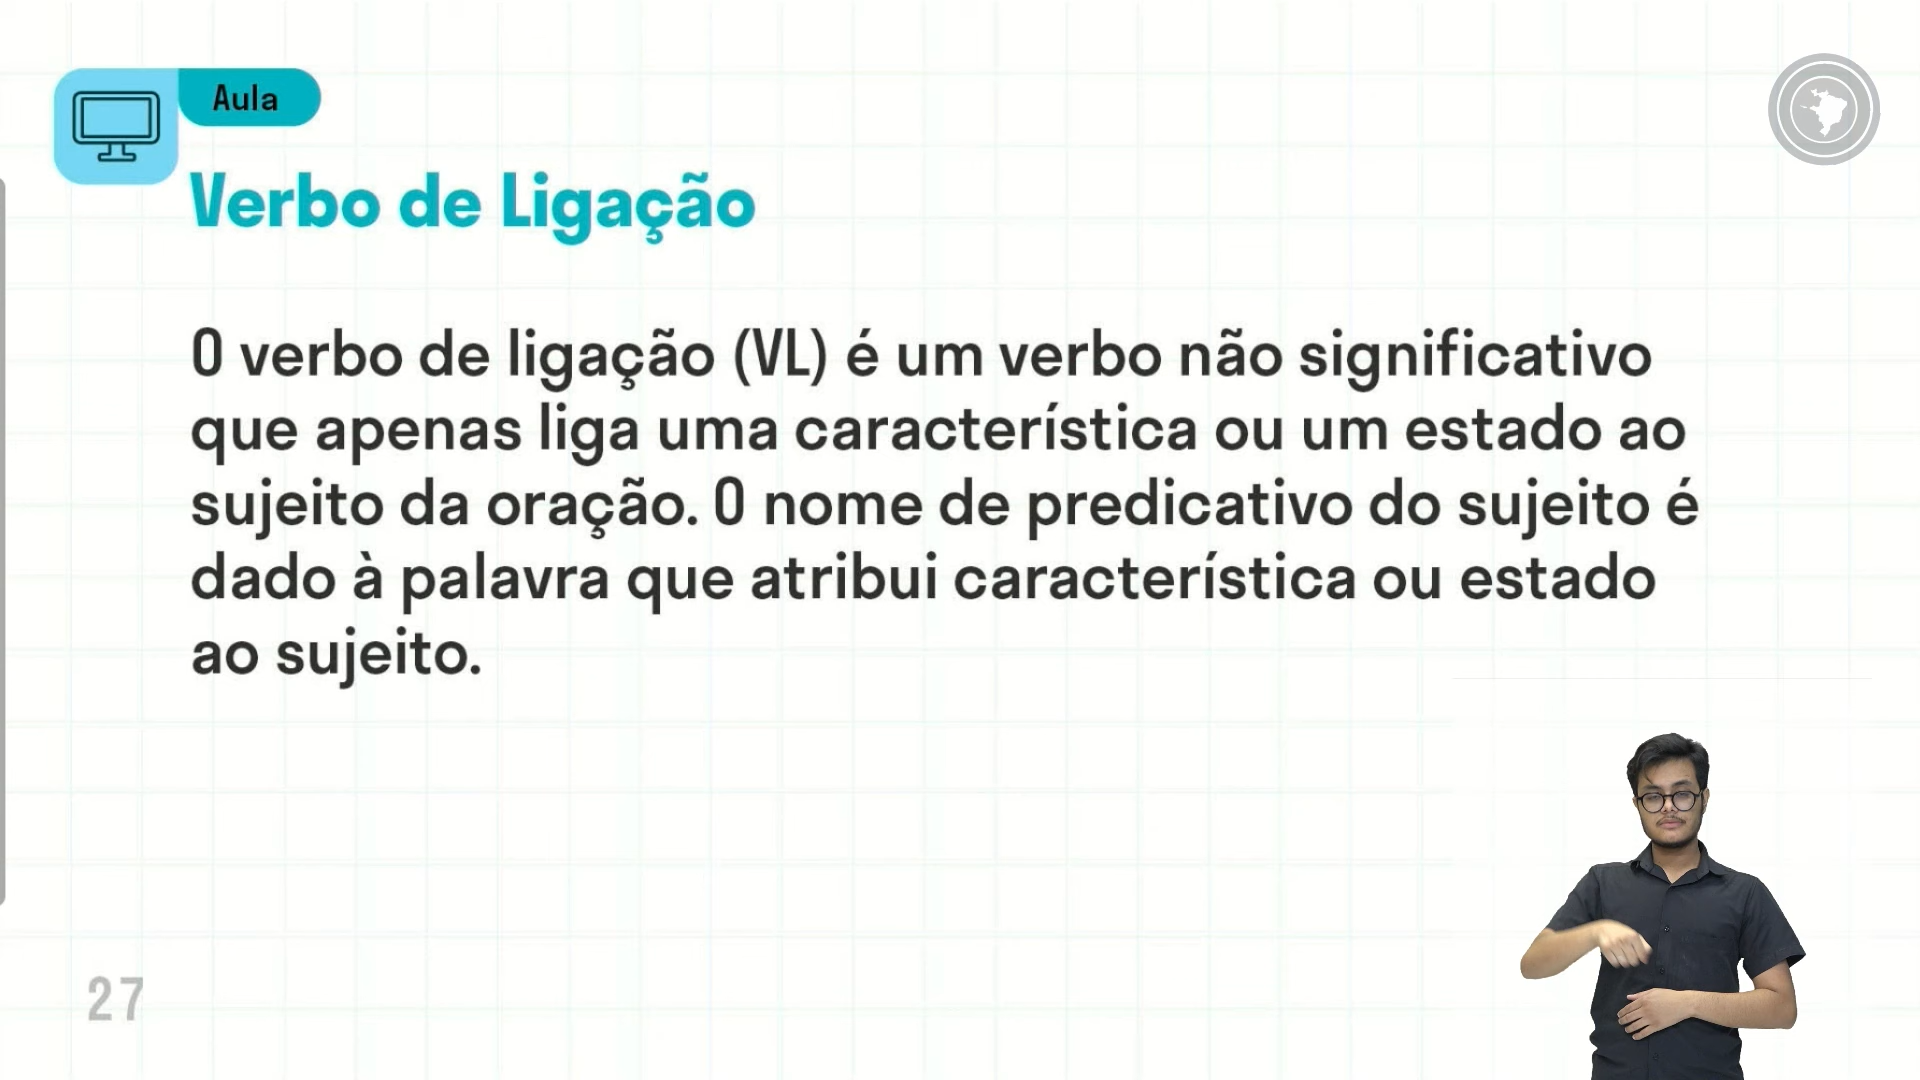 Aula
Verbo de Ligação
O verbo de ligação (VL) é um verbo não significativo
que apenas liga uma característica ou um estado ao
sujeito da oração. O nome de predicativo do sujeito é
dado à palavra que atribui característica ou estado
ao sujeito.
27